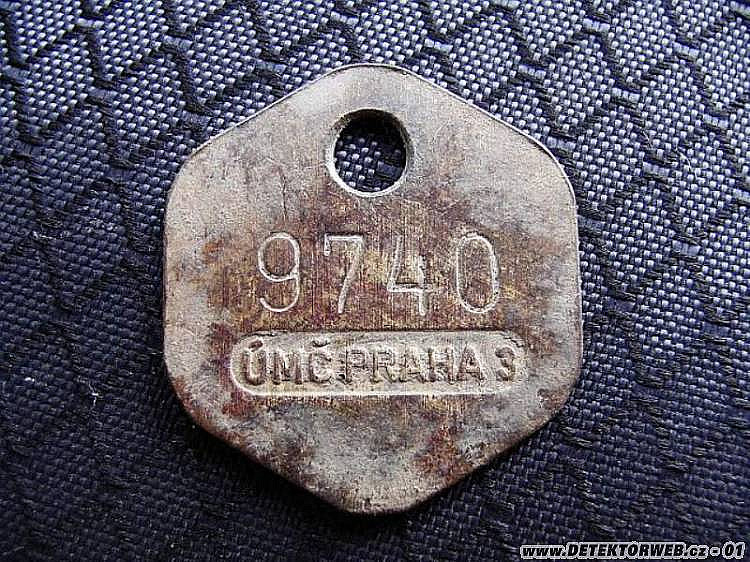 9740
ÚMČ PRAHA 3
www.DETEKTORWEB.cz - 01